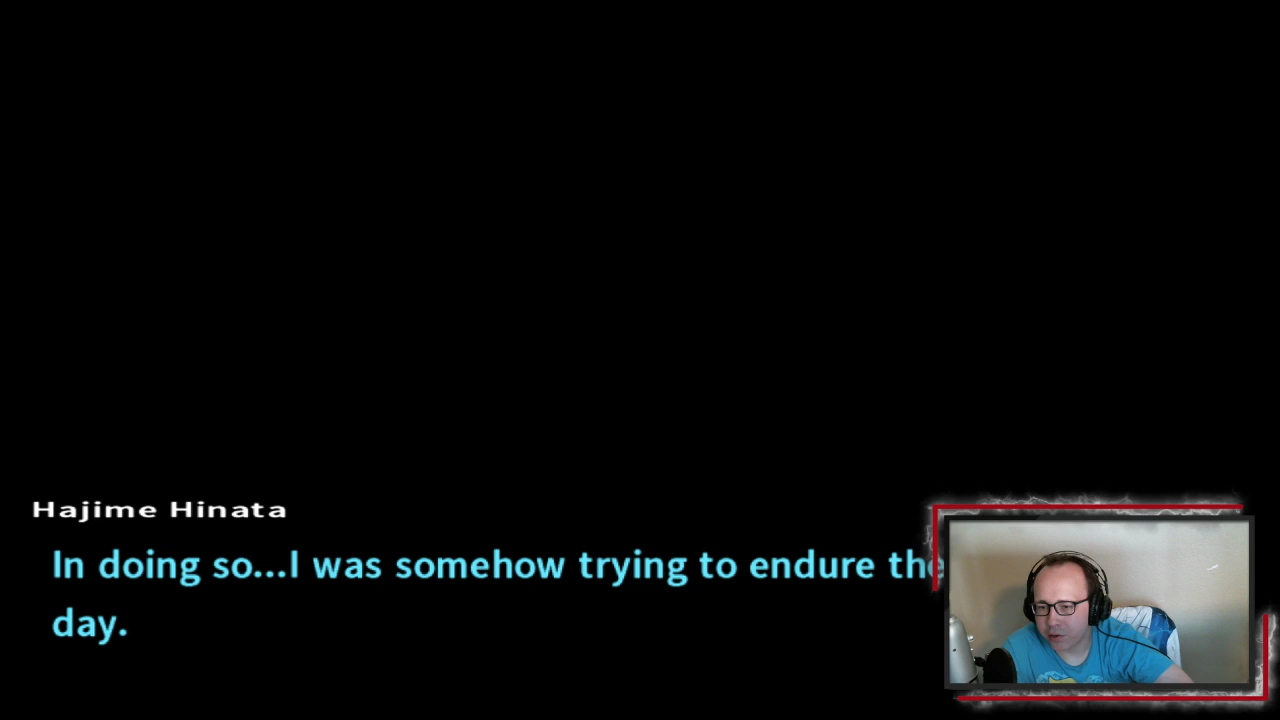 Hajime Hinata
In doing so...I was somehow trying to endure the
day.